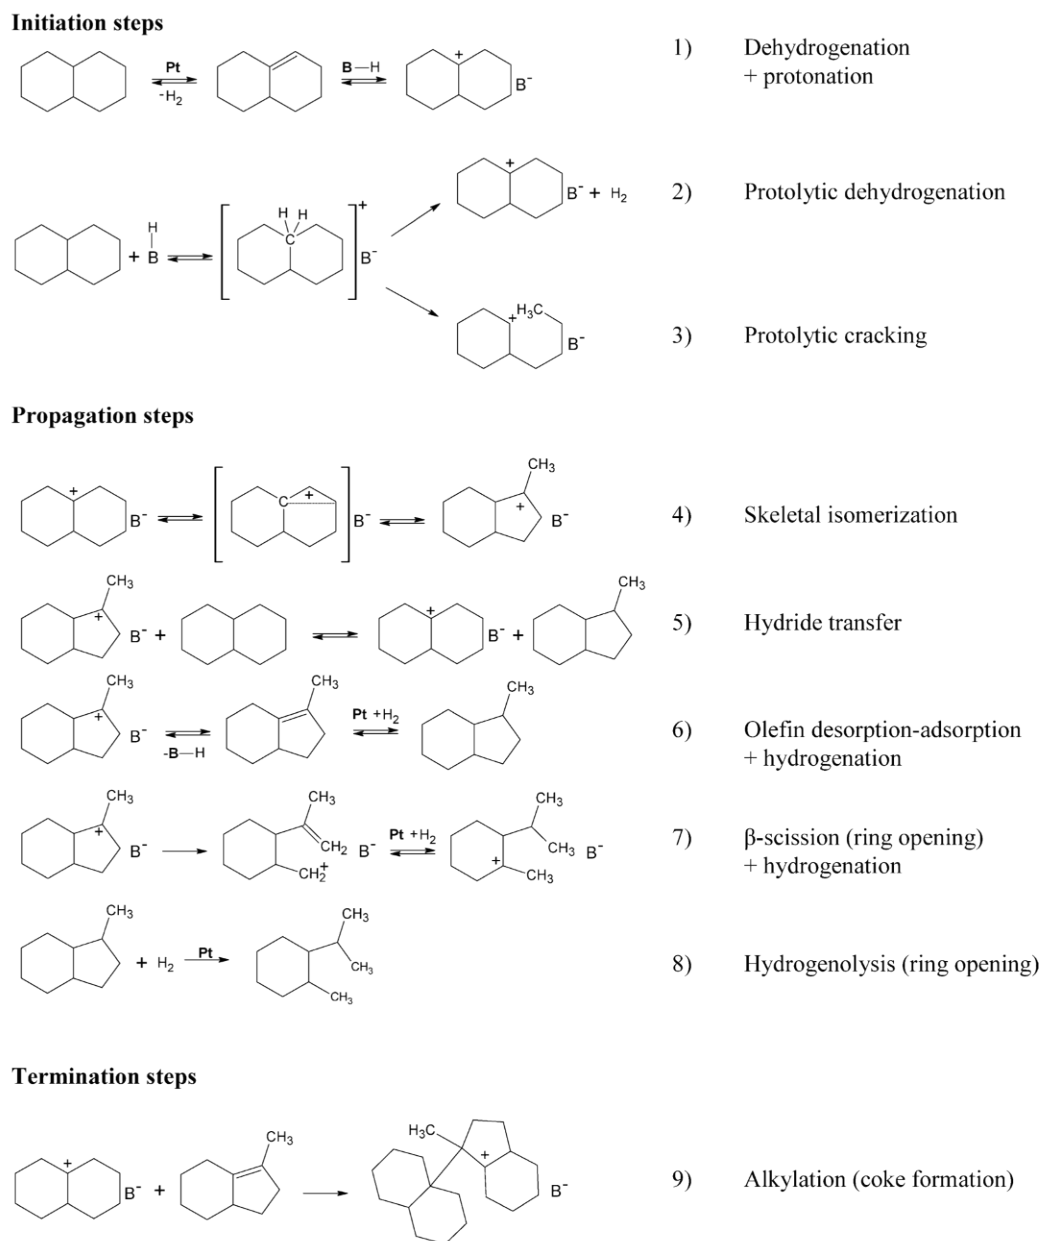 Initiation steps
Pt
-H2
B—H
+
B-
1) Dehydrogenation
+ protonation
H
+ B
H H
C
+
B-
+
B- + H2
2) Protolytic dehydrogenation
+ H3C
B-
3) Protolytic cracking
Propagation steps
+
B-
C +
B-
CH3
+
B-
4) Skeletal isomerization
CH3
+
B- +
+
B- +
CH3
5) Hydride transfer
CH3
+
B-
-B—H
CH3
Pt +H2
CH3
6) Olefin desorption-adsorption
+ hydrogenation
CH3
+
B-
CH3
CH2
CH2+
B-
Pt +H2
CH3
CH3
+
CH3
B-
7) β-scission (ring opening)
+ hydrogenation
CH3
+ H2
Pt
CH3
CH3
CH3
8) Hydrogenolysis (ring opening)
Termination steps
+
B- +
CH3
H3C
+
B-
9) Alkylation (coke formation)